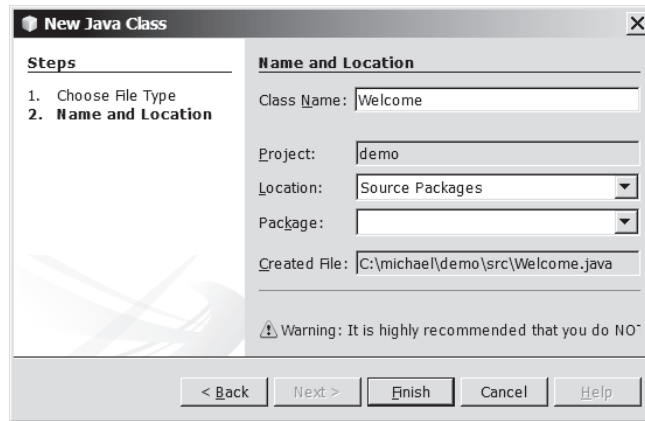 New Java Class
Steps
1. Choose File Type
2. Name and Location
Name and Location
Class Name: Welcome
Project: demo
Location: Source Packages
Package:
Created File: C:\michael\demo\src\Welcome.java
Warning: It is highly recommended that you do NOT
< Back Next > Finish Cancel Help